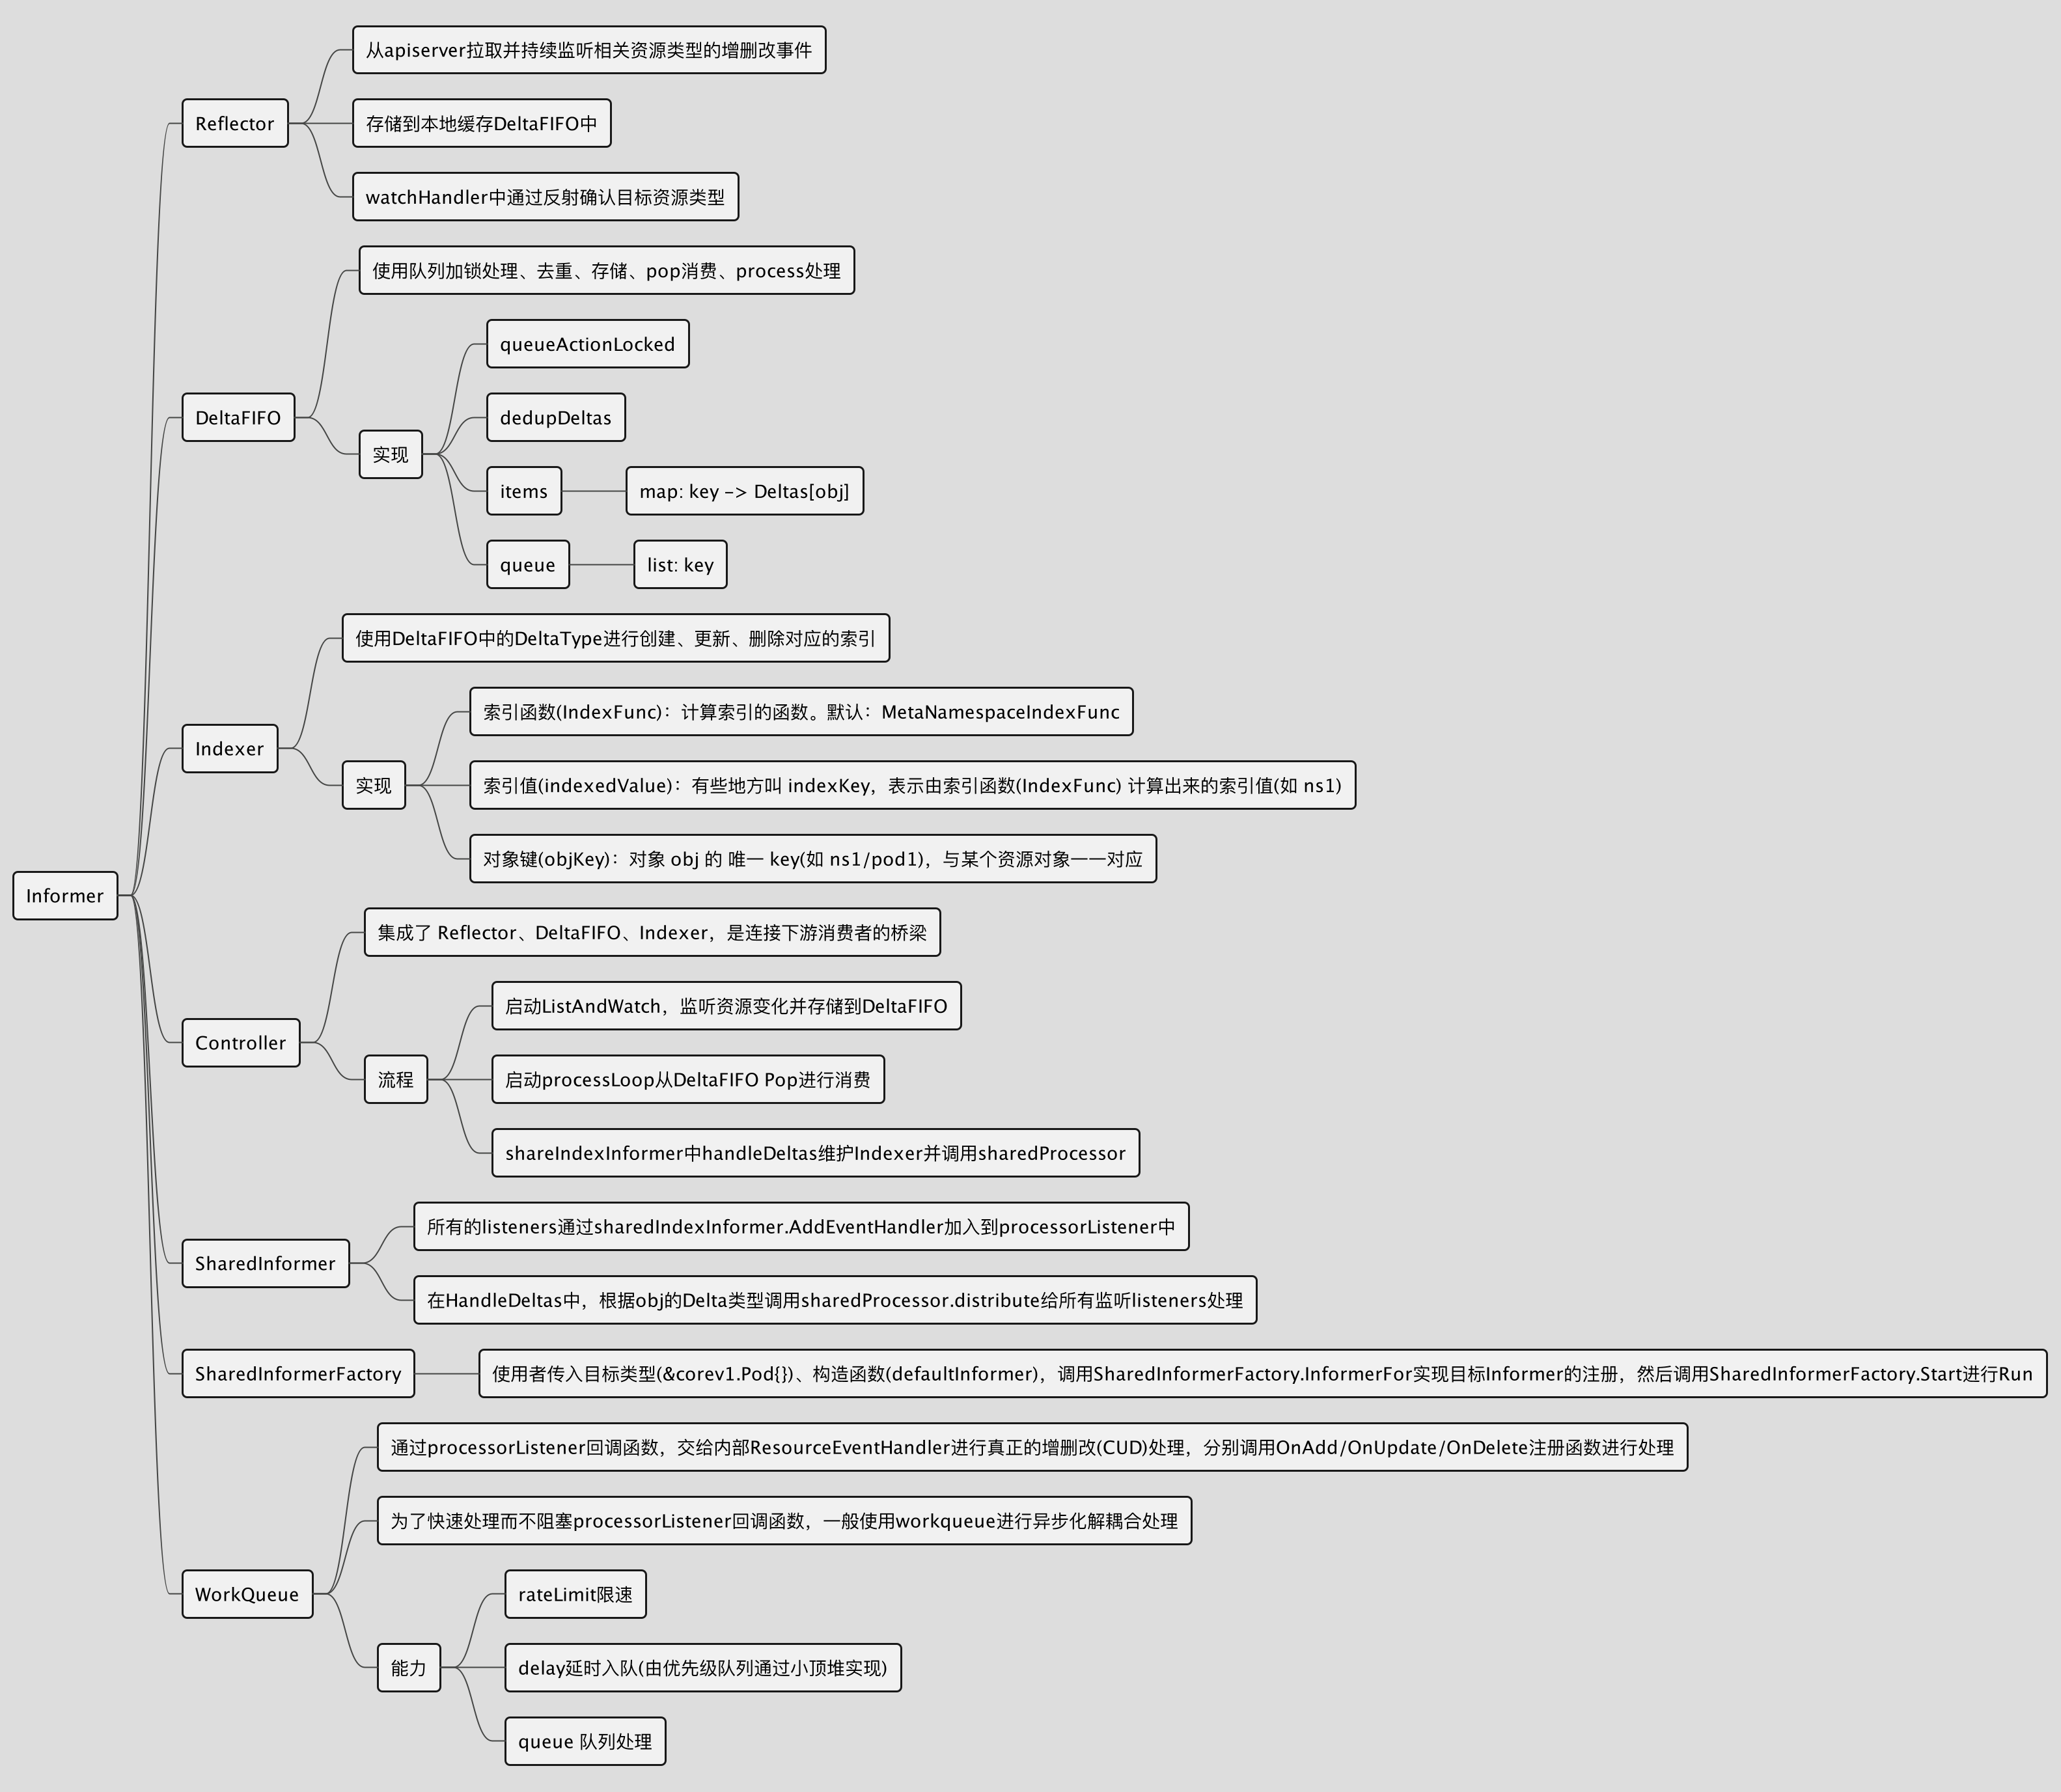 从apiserver拉取并持续监听相关资源类型的增删改事件
Reflector
存储到本地缓存DeltaFIFO中
watchHandler中通过反射确认目标资源类型
使用队列加锁处理、去重、存储、pop消费、process处理
queueActionLocked
DeltaFIFO
dedupDeltas
实现
items
map: key -> Deltas[obj]
queue
list: key
使用DeltaFIFO中的DeltaType进行创建、更新、删除对应的索引
索引函数(IndexFunc)：计算索引的函数。默认：MetaNamespaceIndexFunc
Indexer
实现
索引值(indexedValue)：有些地方叫 indexKey，表示由索引函数(IndexFunc) 计算出来的索引值(如 ns1)
对象键(objKey)：对象 obj 的 唯一 key(如 ns1/pod1)，与某个资源对象一一对应
Informer
集成了 Reflector、DeltaFIFO、Indexer，是连接下游消费者的桥梁
启动ListAndWatch，监听资源变化并存储到DeltaFIFO
Controller
流程
启动processLoop从DeltaFIFO Pop进行消费
shareIndexInformer中handleDeltas维护Indexer并调用sharedProcessor
所有的listeners通过sharedIndexInformer.AddEventHandler加入到processorListener中
SharedInformer
在HandleDeltas中，根据obj的Delta类型调用sharedProcessor.distribute给所有监听listeners处理
SharedInformerFactory
使用者传入目标类型(&corev1.Pod{})、构造函数(defaultInformer)，调用SharedInformerFactory.InformerFor实现目标Informer的注册，然后调用SharedInformerFactory.Start进行Run
通过processorListener回调函数，交给内部ResourceEventHandler进行真正的增删改(CUD)处理，分别调用OnAdd/OnUpdate/OnDelete注册函数进行处理
为了快速处理而不阻塞processorListener回调函数，一般使用workqueue进行异步化解耦合处理
WorkQueue
rateLimit限速
能力
delay延时入队(由优先级队列通过小顶堆实现)
queue 队列处理